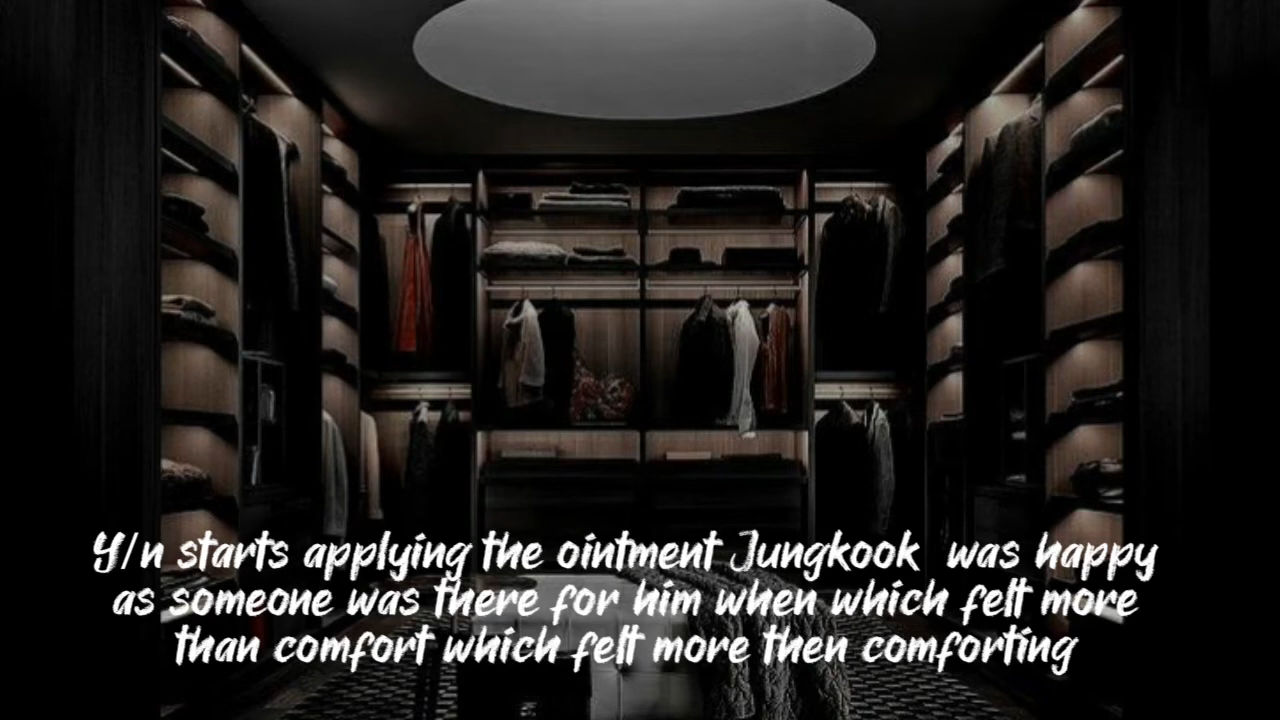 Y/n starts applying the ointment Jungkook was happy
as someone was there for him when which felt more
than comfort which felt more then comforting